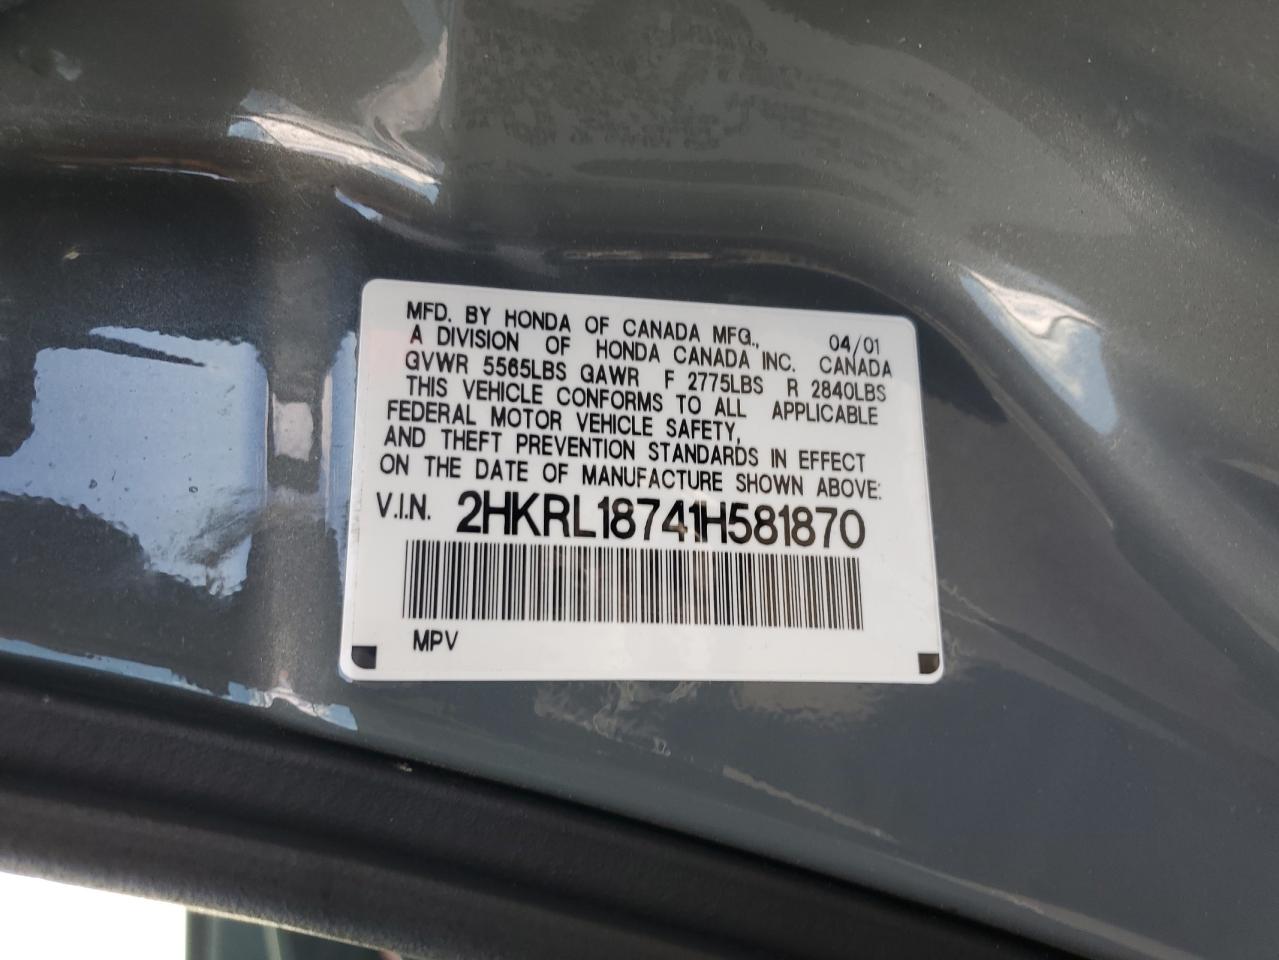 MFD. BY HONDA OF CANADA MFG., 04/01
A DIVISION OF HONDA CANADA INC. CANADA
GVWR 5565LBS GAWR F 2775LBS R 2840LBS
THIS VEHICLE CONFORMS TO ALL APPLICABLE
FEDERAL MOTOR VEHICLE SAFETY,
AND THEFT PREVENTION STANDARDS IN EFFECT
ON THE DATE OF MANUFACTURE SHOWN ABOVE:
V.I.N. 2HKRL18741H581870
MPV